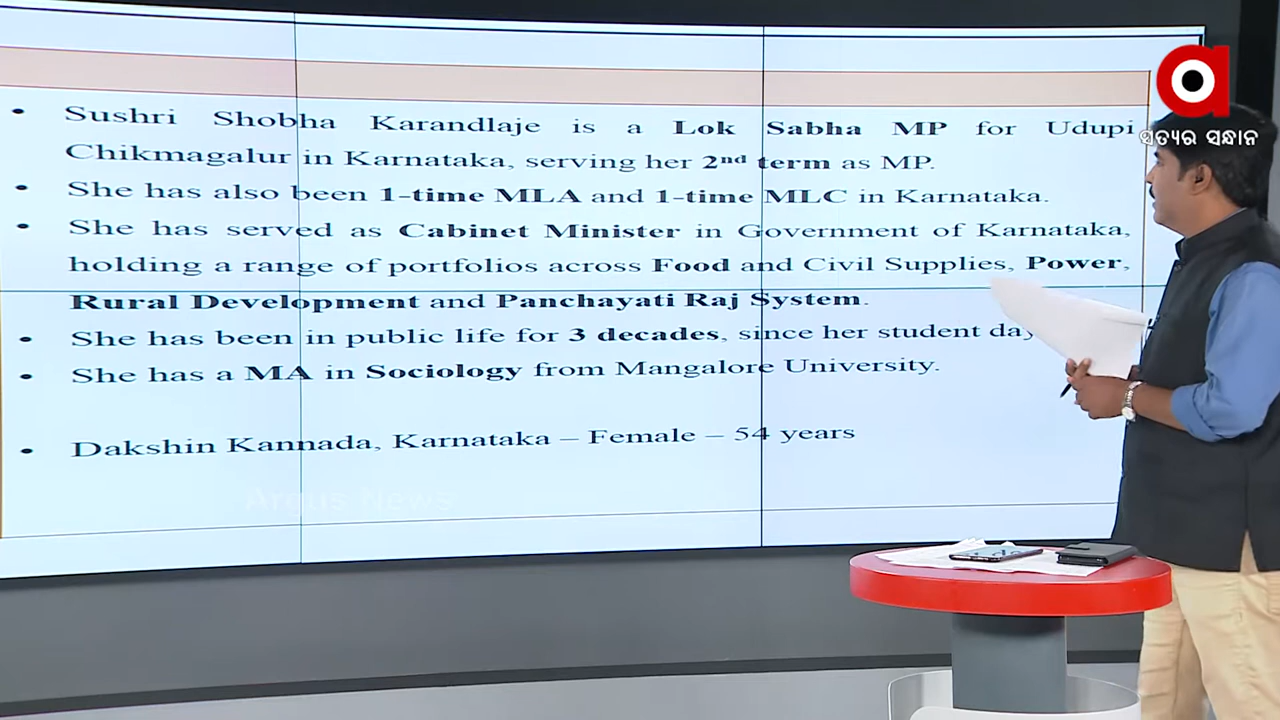 Sushri Shobha Karandlaje is a Lok Sabha MP for Udupi
Chikmagalur in Karnataka, serving her 2nd term as MP.
She has also been 1-time MLA and 1-time MLC in Karnataka.
She has served as Cabinet Minister in Government of Karnataka,
holding a range of portfolios across Food and Civil Supplies, Power,
Rural Development and Panchayati Raj System.
She has been in public life for 3 decades, since her student
She has a MA in Sociology from Mangalore University.
Dakshin Kannada, Karnataka – Female – 54 years
Argus News
a
ସତ୍ୟର ସନ୍ଧାନ